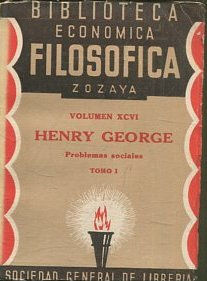 BIBLIOTECA
ECONOMICA
FILOSOFICA
ZOZAYA
VOLUMEN XCVI
HENRY GEORGE
Problemas sociales
TOMO I
SOCIEDAD GENERAL DE LIBRERIA